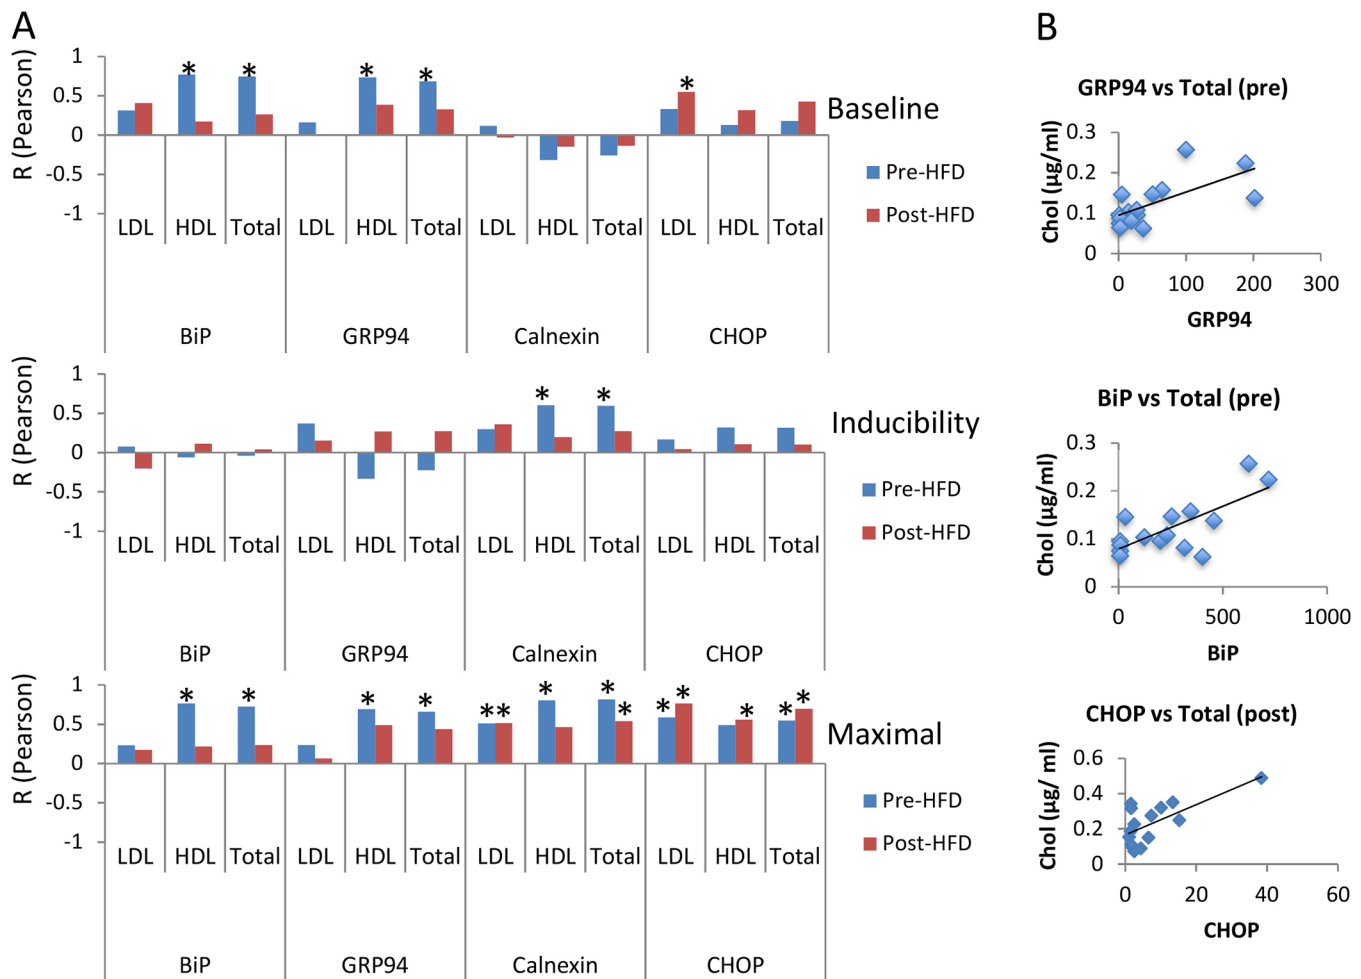 A
R (Pearson)
1
0.5
0
-0.5
-1
* * * * *
Baseline
Pre-HFD
Post-HFD
LDL HDL Total LDL HDL Total LDL HDL Total LDL HDL Total
BiP GRP94 Calnexin CHOP
R (Pearson)
1
0.5
0
-0.5
-1
* *
Inducibility
Pre-HFD
Post-HFD
LDL HDL Total LDL HDL Total LDL HDL Total LDL HDL Total
BiP GRP94 Calnexin CHOP
R (Pearson)
1
0.5
0
-0.5
-1
* * * * ** * * * * * * * *
Maximal
Pre-HFD
Post-HFD
LDL HDL Total LDL HDL Total LDL HDL Total LDL HDL Total
BiP GRP94 Calnexin CHOP
B
GRP94 vs Total (pre)
Chol (µg/ml)
0.3
0.2
0.1
0
0 100 200 300
GRP94
BiP vs Total (pre)
Chol (µg/ml)
0.3
0.2
0.1
0
0 500 1000
BiP
CHOP vs Total (post)
Chol (µg/ ml)
0.6
0.4
0.2
0
0 20 40 60
CHOP